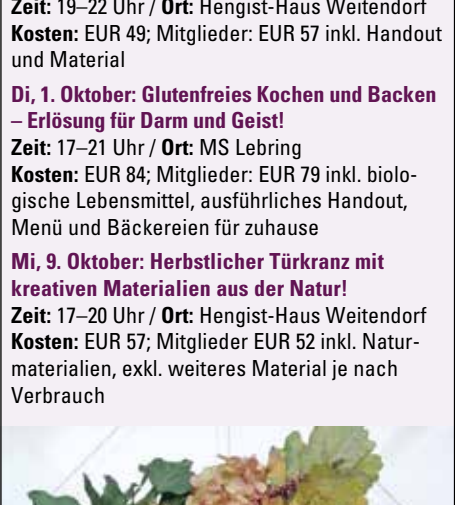 Zeit: 19–22 Uhr / Ort: Hengist-Haus Weitendorf
Kosten: EUR 49; Mitglieder: EUR 57 inkl. Handout
und Material
Di, 1. Oktober: Glutenfreies Kochen und Backen
– Erlösung für Darm und Geist!
Zeit: 17–21 Uhr / Ort: MS Lebring
Kosten: EUR 84; Mitglieder: EUR 79 inkl. biolo-
gische Lebensmittel, ausführliches Handout,
Menü und Bäckereien für zuhause
Mi, 9. Oktober: Herbstlicher Türkranz mit
kreativen Materialien aus der Natur!
Zeit: 17–20 Uhr / Ort: Hengist-Haus Weitendorf
Kosten: EUR 57; Mitglieder EUR 52 inkl. Natur-
materialien, exkl. weiteres Material je nach
Verbrauch